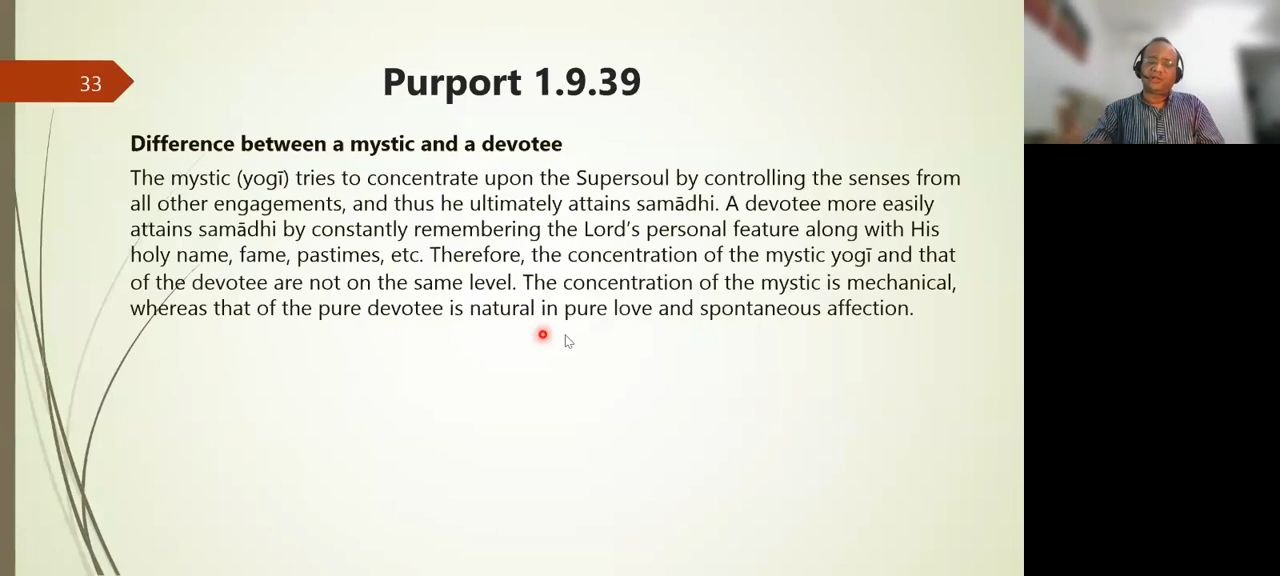 33
Purport 1.9.39
Difference between a mystic and a devotee
The mystic (yogī) tries to concentrate upon the Supersoul by controlling the senses from
all other engagements, and thus he ultimately attains samādhi. A devotee more easily
attains samādhi by constantly remembering the Lord's personal feature along with His
holy name, fame, pastimes, etc. Therefore, the concentration of the mystic yogī and that
of the devotee are not on the same level. The concentration of the mystic is mechanical,
whereas that of the pure devotee is natural in pure love and spontaneous affection.